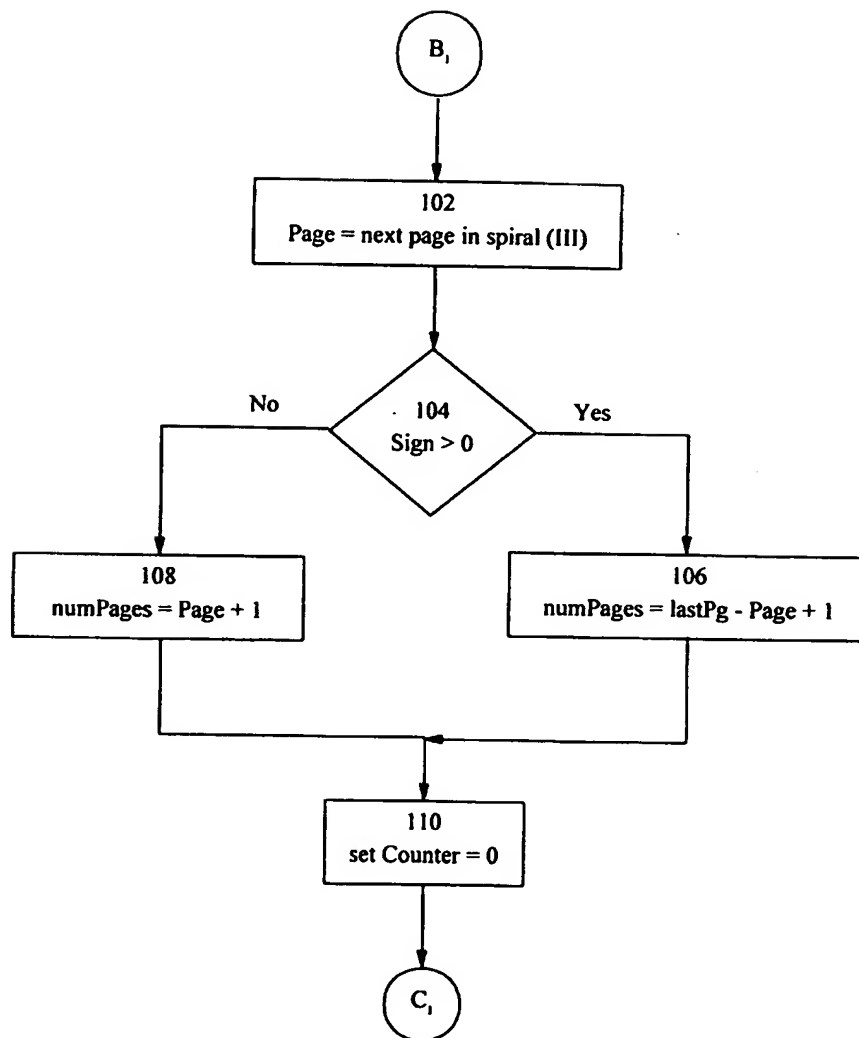 B₁
102
Page = next page in spiral (III)
104
Sign > 0
No
Yes
108
numPages = Page + 1
106
numPages = lastPg - Page + 1
110
set Counter = 0
C₁